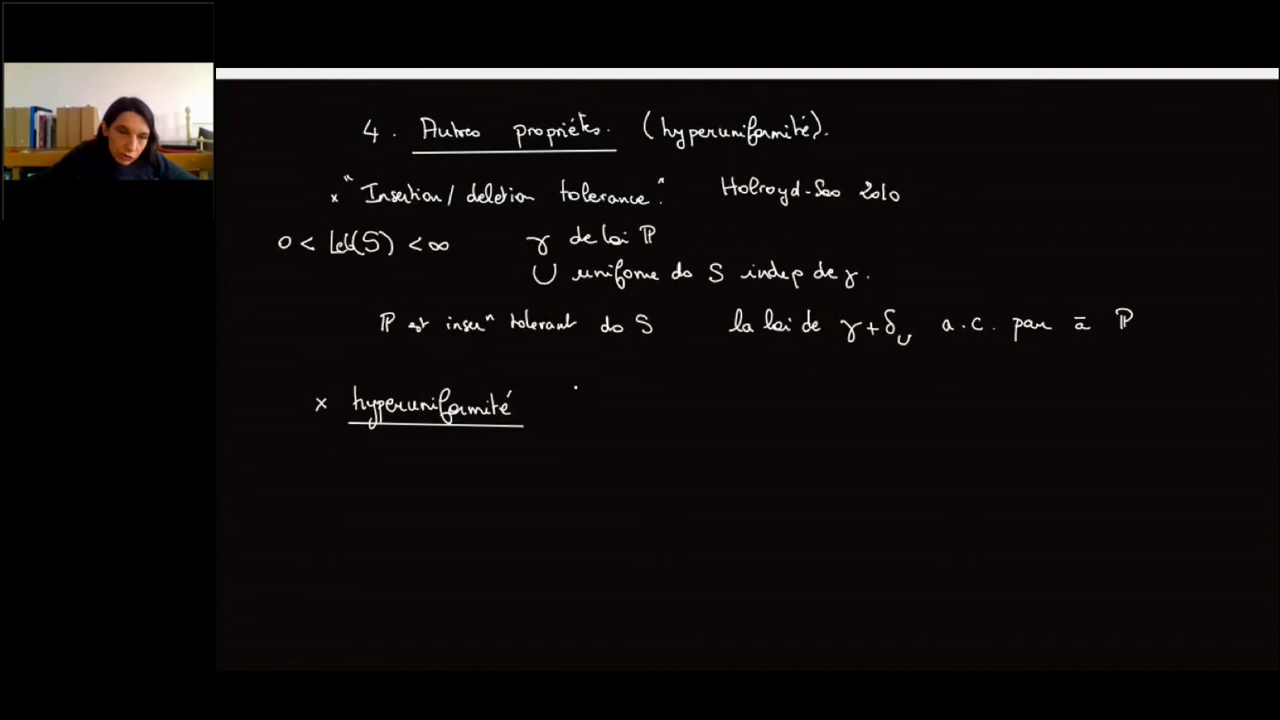 4. Autres propriétés. (hyperuniformité).
× "Insertion/deletion tolerance". Holroyd-Soo 2010
0 < Leb(S) < ∞ γ de loi ℙ
U uniforme ds S indep de γ.
ℙ est inserⁿ tolerant ds S la loi de γ + δ_U a.c. par à ℙ
× hyperuniformité